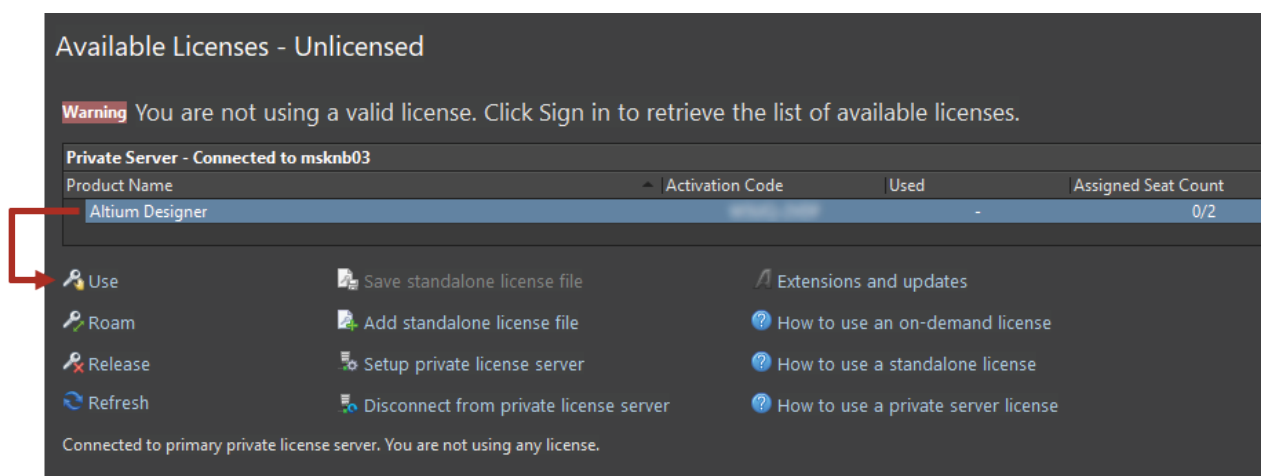 Available Licenses - Unlicensed
Warning You are not using a valid license. Click Sign in to retrieve the list of available licenses.
Private Server - Connected to msknb03
Product Name Activation Code Used Assigned Seat Count
Altium Designer - 0/2
Use Save standalone license file Extensions and updates
Roam Add standalone license file How to use an on-demand license
Release Setup private license server How to use a standalone license
Refresh Disconnect from private license server How to use a private server license
Connected to primary private license server. You are not using any license.